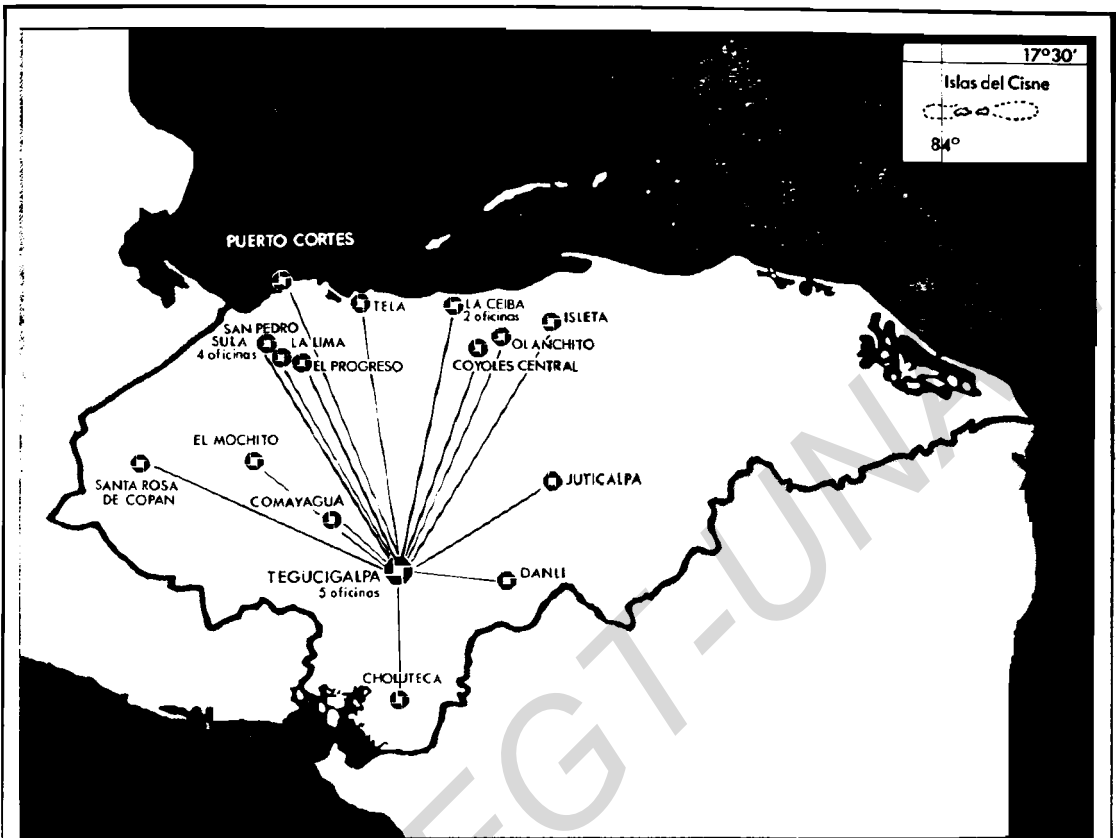 17°30'
Islas del Cisne
84°
PUERTO CORTES
TELA
LA CEIBA
2 oficinas
ISLETA
SAN PEDRO
SULA
4 oficinas
LA LIMA
EL PROGRESO
OLANCHITO
COYOLES CENTRAL
EL MOCHITO
SANTA ROSA
DE COPAN
COMAYAGUA
JUTICALPA
TEGUCIGALPA
5 oficinas
DANLI
CHOLUTECA
EGT-UNA